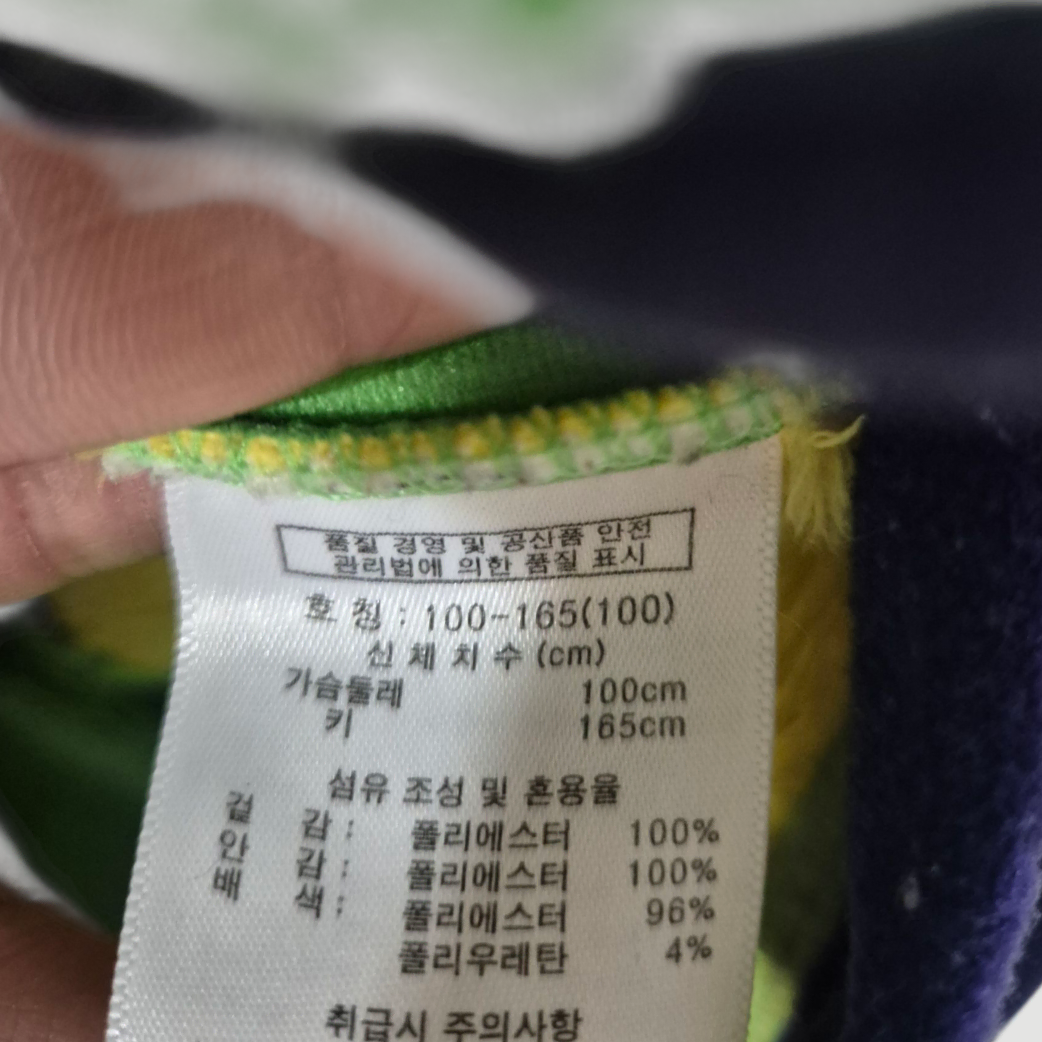 품질 경영 및 공산품 안전
관리법에 의한 품질 표시
호 칭 : 100-165(100)
신 체 치 수 (cm)
가슴둘레 100cm
키 165cm
섬유 조성 및 혼용율
겉 감 : 폴리에스터 100%
안 감 : 폴리에스터 100%
배 색 : 폴리에스터 96%
폴리우레탄 4%
취급시 주의사항